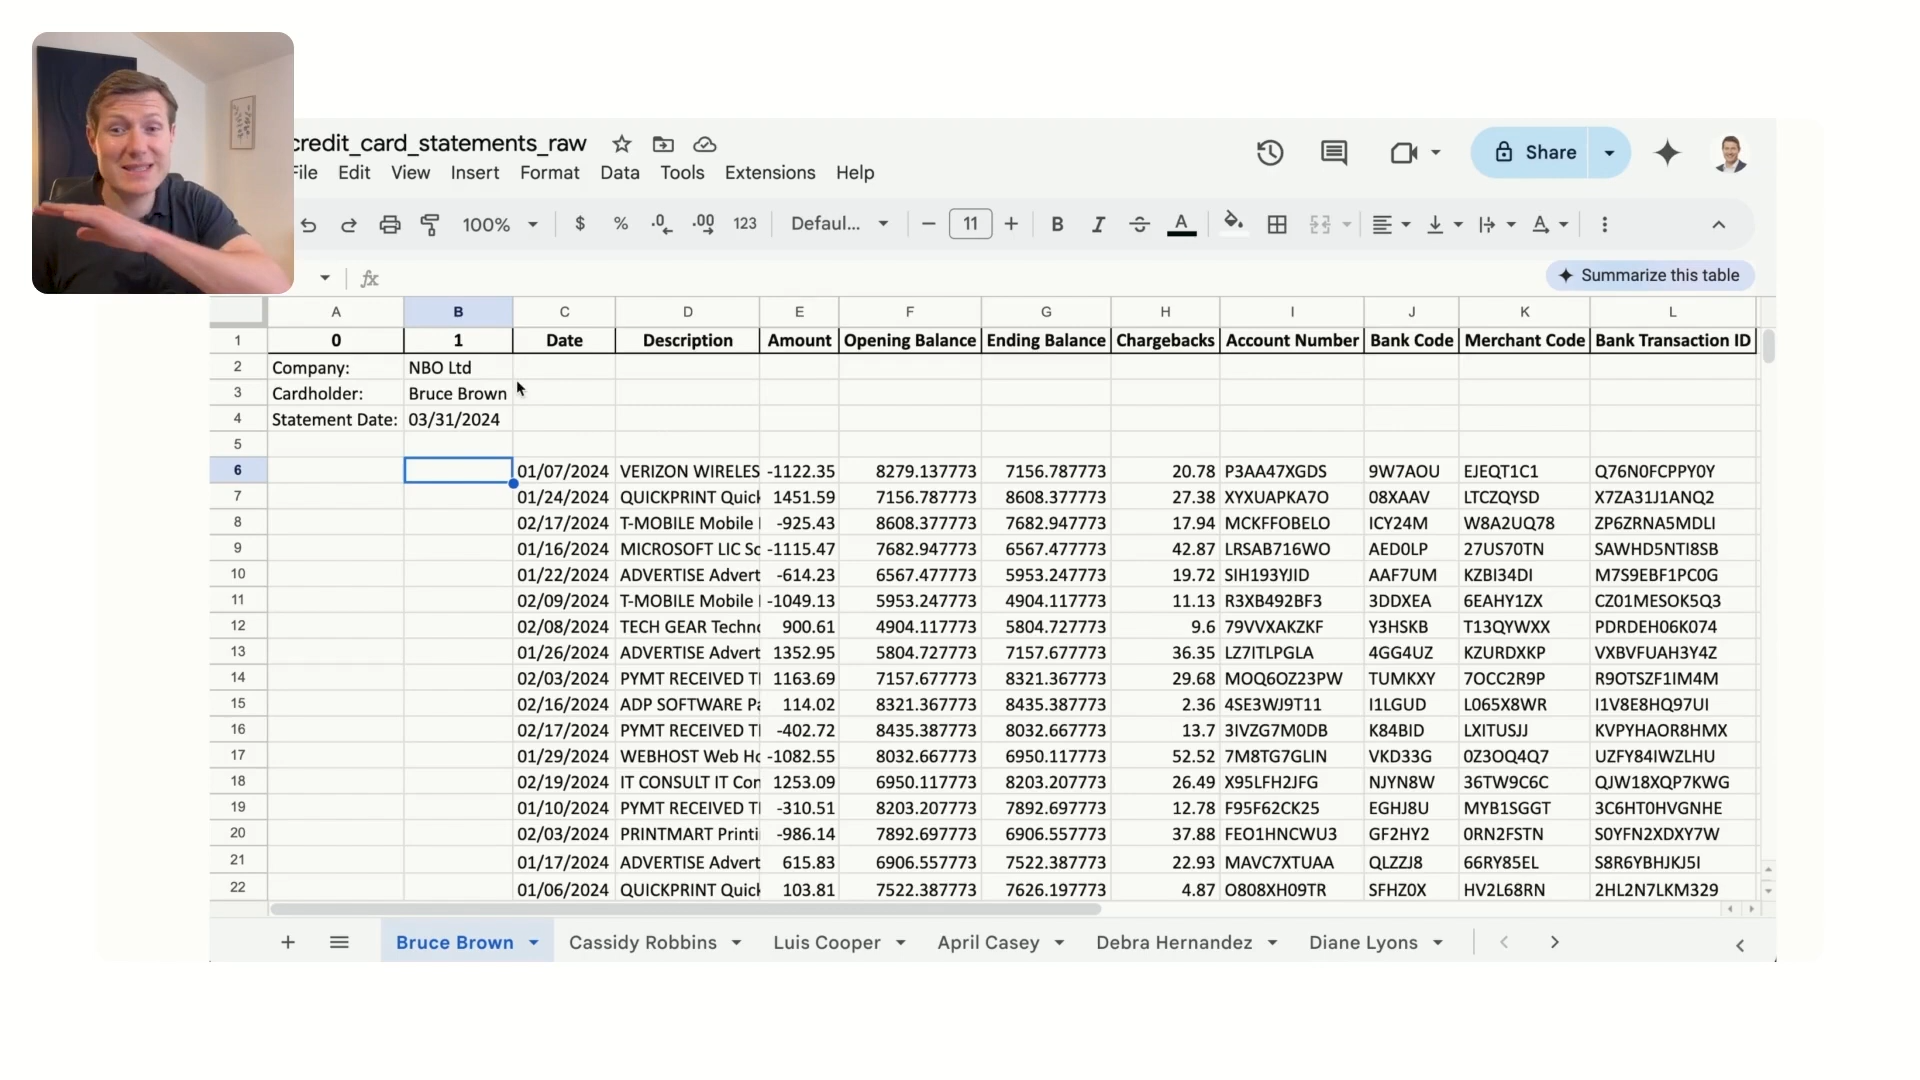 credit_card_statements_raw
Share
File Edit View Insert Format Data Tools Extensions Help
100% $ % .0 .00 123 Defaul... 11 B I A A
fx Summarize this table
A B C D E F G H I J K L
1 0 1 Date Description Amount Opening Balance Ending Balance Chargebacks Account Number Bank Code Merchant Code Bank Transaction ID
2 Company: NBO Ltd
3 Cardholder: Bruce Brown
4 Statement Date: 03/31/2024
5
6 01/07/2024 VERIZON WIRELES -1122.35 8279.137773 7156.787773 20.78 P3AA47XGDS 9W7AOU EJEQT1C1 Q76N0FCPPY0Y
7 01/24/2024 QUICKPRINT Quick 1451.59 7156.787773 8608.377773 27.38 XYXUAPKA7O 08XAAV LTCZQYSD X7ZA31J1ANQ2
8 02/17/2024 T-MOBILE Mobile -925.43 8608.377773 7682.947773 17.94 MCKFFOBELO ICY24M W8A2UQ78 ZP6ZRNA5MDLI
9 01/16/2024 MICROSOFT LIC So -1115.47 7682.947773 6567.477773 42.87 LRSAB716WO AED0LP 27US70TN SAWHD5NTI8SB
10 01/22/2024 ADVERTISE Advert -614.23 6567.477773 5953.247773 19.72 SIH193YJID AAF7UM KZBI34DI M7S9EBF1PC0G
11 02/09/2024 T-MOBILE Mobile -1049.13 5953.247773 4904.117773 11.13 R3XB492BF3 3DDXEA 6EAHY1ZX CZ01MESOK5Q3
12 02/08/2024 TECH GEAR Techno 900.61 4904.117773 5804.727773 9.6 79VVXAKZKF Y3HSKB T13QYWXX PDRDEH06K074
13 01/26/2024 ADVERTISE Advert 1352.95 5804.727773 7157.677773 36.35 LZ7ITLPGLA 4GG4UZ KZURDXKP VXBVFUAH3Y4Z
14 02/03/2024 PYMT RECEIVED TI 1163.69 7157.677773 8321.367773 29.68 MOQ6OZ23PW TUMKXY 7OCC2R9P R9OTSZF1IM4M
15 02/16/2024 ADP SOFTWARE Pa 114.02 8321.367773 8435.387773 2.36 4SE3WJ9T11 I1LGUD L065X8WR I1V8E8HQ97UI
16 02/17/2024 PYMT RECEIVED TI -402.72 8435.387773 8032.667773 13.7 3IVZG7M0DB K84BID LXITUSJJ KVPYHAOR8HMX
17 01/29/2024 WEBHOST Web Ho -1082.55 8032.667773 6950.117773 52.52 7M8TG7GLIN VKD33G 0Z3OQ4Q7 UZFY84IWZLHU
18 02/19/2024 IT CONSULT IT Con 1253.09 6950.117773 8203.207773 26.49 X95LFH2JFG NJYN8W 36TW9C6C QJW18XQP7KWG
19 01/10/2024 PYMT RECEIVED TI -310.51 8203.207773 7892.697773 12.78 F95F62CK25 EGHJ8U MYB1SGGT 3C6HT0HVGNHE
20 02/03/2024 PRINTMART Printi -986.14 7892.697773 6906.557773 37.88 FEO1HNCWU3 GF2HY2 0RN2FSTN S0YFN2XDXY7W
21 01/17/2024 ADVERTISE Advert 615.83 6906.557773 7522.387773 22.93 MAVC7XTUAA QLZZJ8 66RY85EL S8R6YBHJKJ5I
22 01/06/2024 QUICKPRINT Quick 103.81 7522.387773 7626.197773 4.87 O808XH09TR SFHZ0X HV2L68RN 2HL2N7LKM329
Bruce Brown Cassidy Robbins Luis Cooper April Casey Debra Hernandez Diane Lyons